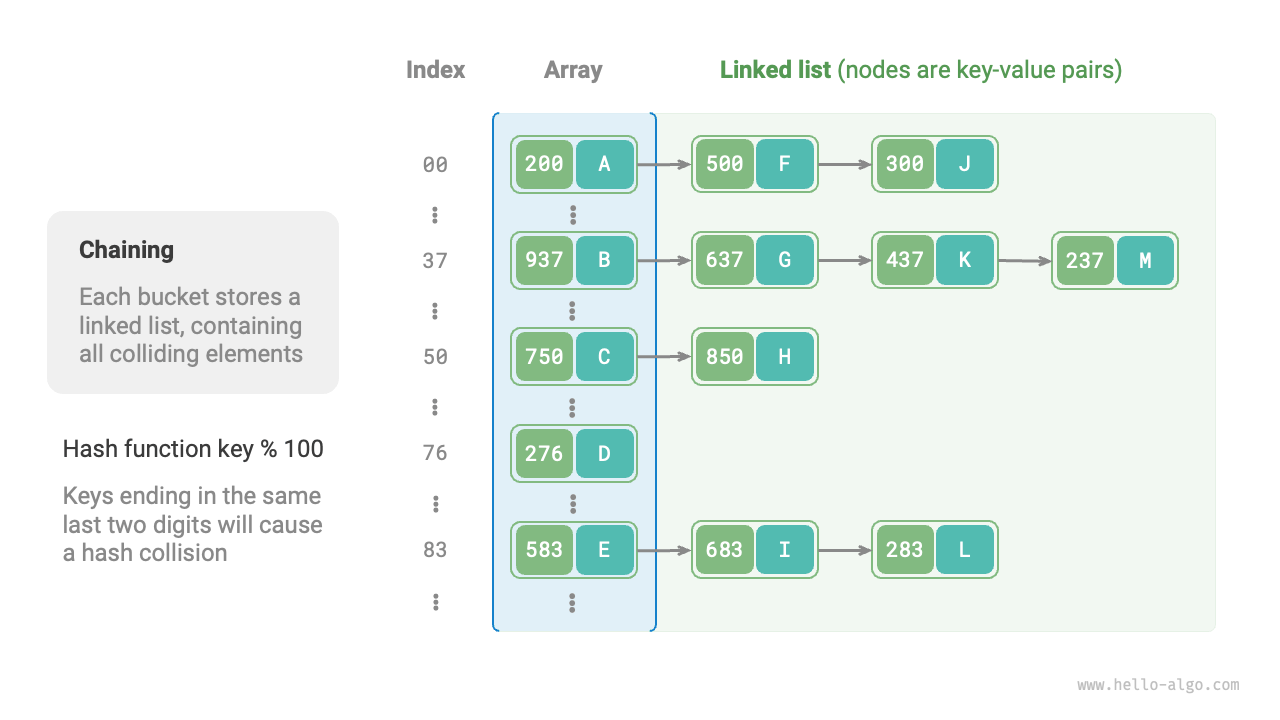 Index Array Linked list (nodes are key-value pairs)
00 200 A 500 F 300 J
37 937 B 637 G 437 K 237 M
50 750 C 850 H
76 276 D
83 583 E 683 I 283 L
Chaining
Each bucket stores a
linked list, containing
all colliding elements
Hash function key % 100
Keys ending in the same
last two digits will cause
a hash collision
www.hello-algo.com